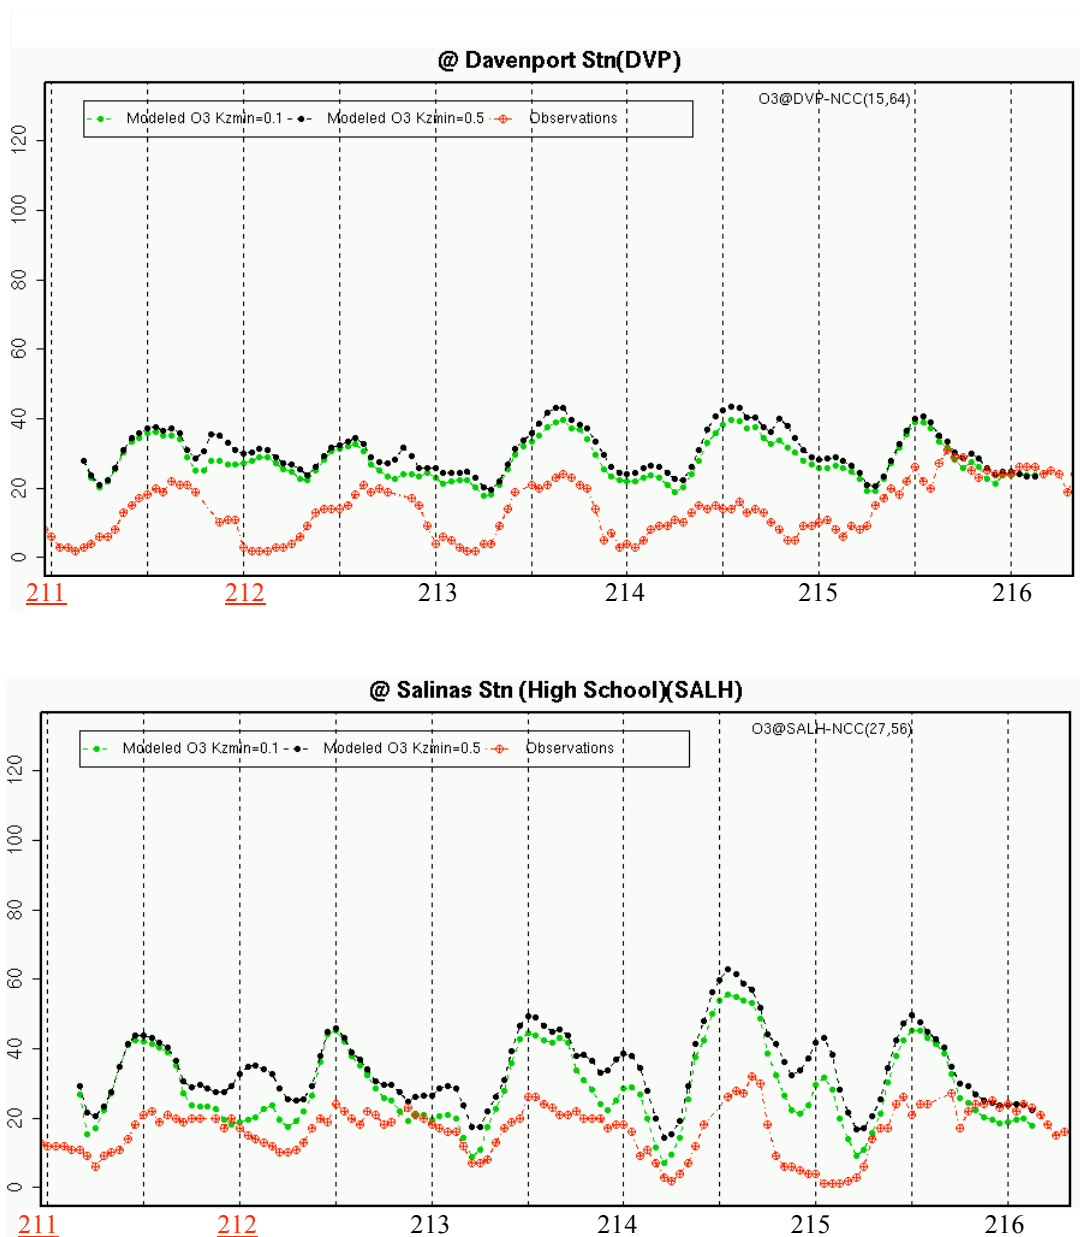 @ Davenport Stn(DVP)
O3@DVP-NCC(15,64)
Modeled O3 Kzmin=0.1 Modeled O3 Kzmin=0.5 Observations
120
100
80
60
40
20
0
211 212 213 214 215 216
@ Salinas Stn (High School)(SALH)
O3@SALH-NCC(27,56)
Modeled O3 Kzmin=0.1 Modeled O3 Kzmin=0.5 Observations
120
100
80
60
40
20
0
211 212 213 214 215 216